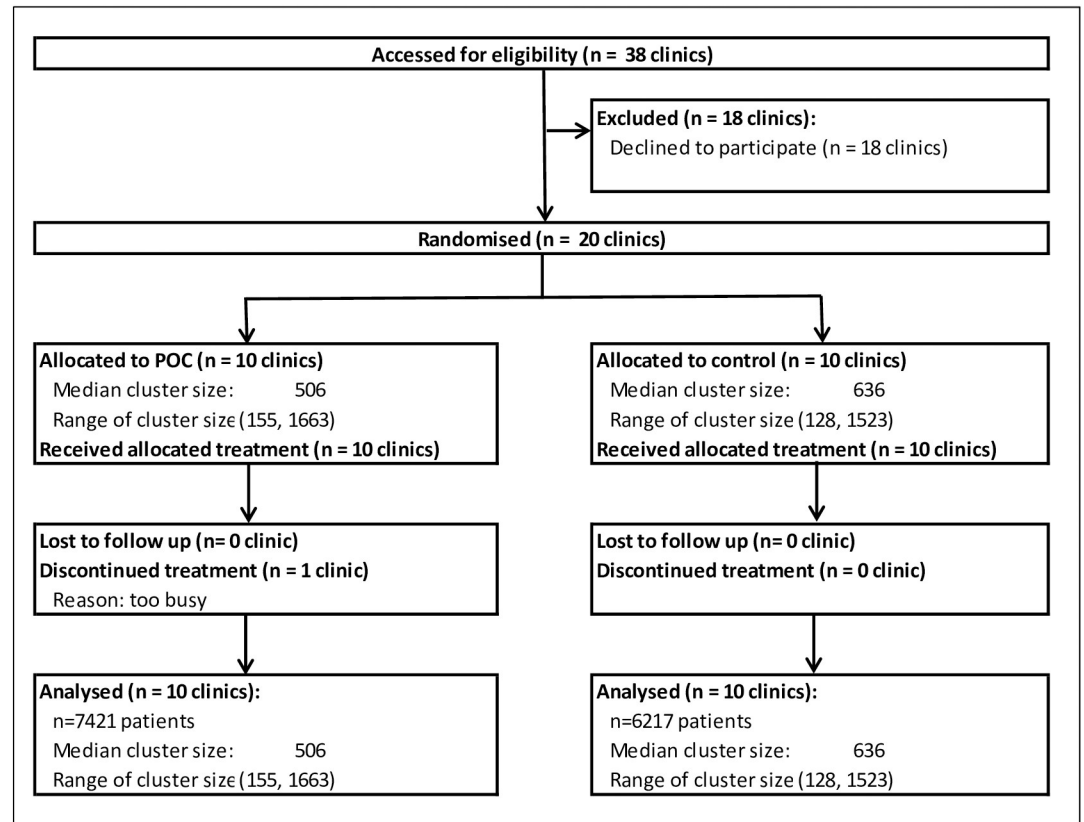 Accessed for eligibility (n = 38 clinics)
Excluded (n = 18 clinics):
Declined to participate (n = 18 clinics)
Randomised (n = 20 clinics)
Allocated to POC (n = 10 clinics)
Median cluster size: 506
Range of cluster size (155, 1663)
Received allocated treatment (n = 10 clinics)
Allocated to control (n = 10 clinics)
Median cluster size: 636
Range of cluster size (128, 1523)
Received allocated treatment (n = 10 clinics)
Lost to follow up (n= 0 clinic)
Discontinued treatment (n = 1 clinic)
Reason: too busy
Lost to follow up (n= 0 clinic)
Discontinued treatment (n = 0 clinic)
Analysed (n = 10 clinics):
n=7421 patients
Median cluster size: 506
Range of cluster size (155, 1663)
Analysed (n = 10 clinics):
n=6217 patients
Median cluster size: 636
Range of cluster size (128, 1523)